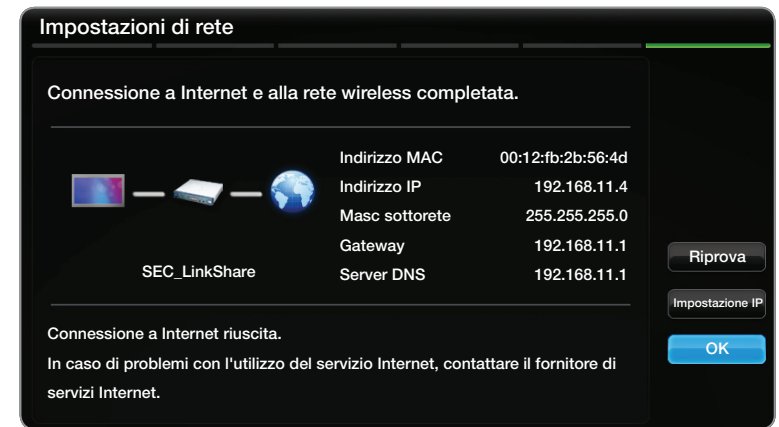 Impostazioni di rete
Connessione a Internet e alla rete wireless completata.
Indirizzo MAC 00:12:fb:2b:56:4d
Indirizzo IP 192.168.11.4
Masc sottorete 255.255.255.0
Gateway 192.168.11.1
Server DNS 192.168.11.1
SEC_LinkShare
Riprova
Impostazione IP
OK
Connessione a Internet riuscita.
In caso di problemi con l'utilizzo del servizio Internet, contattare il fornitore di
servizi Internet.